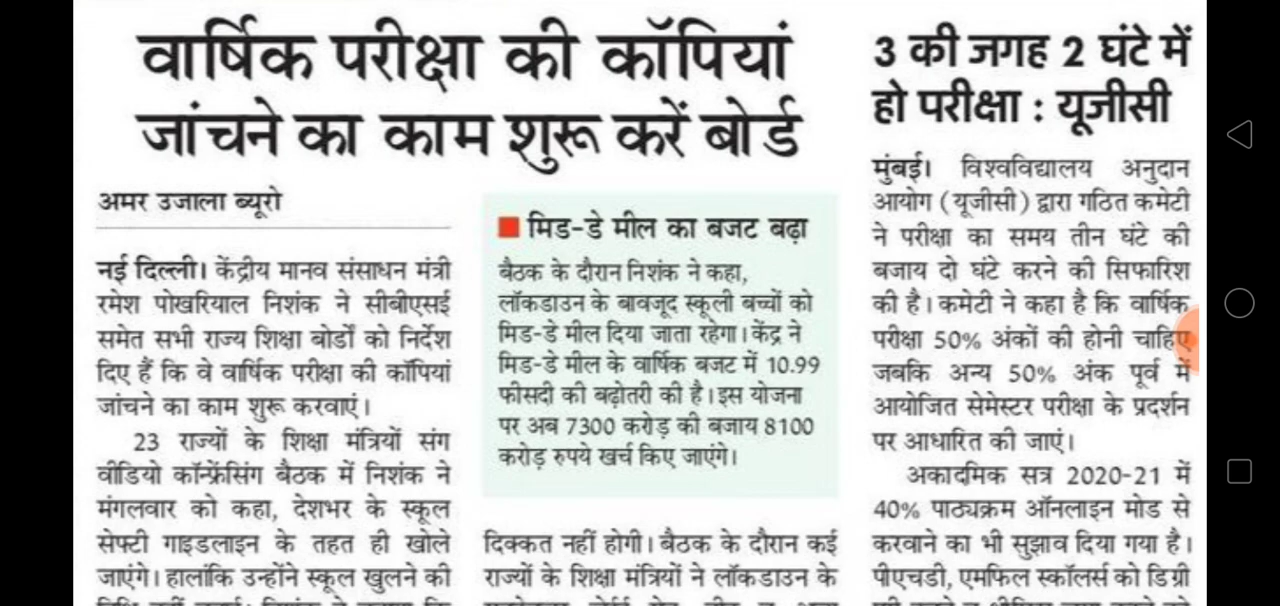 वार्षिक परीक्षा की कॉपियां
जांचने का काम शुरू करें बोर्ड
अमर उजाला ब्यूरो
नई दिल्ली। केंद्रीय मानव संसाधन मंत्री
रमेश पोखरियाल निशंक ने सीबीएसई
समेत सभी राज्य शिक्षा बोर्डों को निर्देश
दिए हैं कि वे वार्षिक परीक्षा की कॉपियां
जांचने का काम शुरू करवाएं।
23 राज्यों के शिक्षा मंत्रियों संग
वीडियो कॉन्फ्रेंसिंग बैठक में निशंक ने
मंगलवार को कहा, देशभर के स्कूल
सेफ्टी गाइडलाइन के तहत ही खोले
जाएंगे। हालांकि उन्होंने स्कूल खुलने की
मिड-डे मील का बजट बढ़ा
बैठक के दौरान निशंक ने कहा,
लॉकडाउन के बावजूद स्कूली बच्चों को
मिड-डे मील दिया जाता रहेगा। केंद्र ने
मिड-डे मील के वार्षिक बजट में 10.99
फीसदी की बढ़ोतरी की है। इस योजना
पर अब 7300 करोड़ की बजाय 8100
करोड़ रुपये खर्च किए जाएंगे।
दिक्कत नहीं होगी। बैठक के दौरान कई
राज्यों के शिक्षा मंत्रियों ने लॉकडाउन के
3 की जगह 2 घंटे में
हो परीक्षा : यूजीसी
मुंबई। विश्वविद्यालय अनुदान
आयोग (यूजीसी) द्वारा गठित कमेटी
ने परीक्षा का समय तीन घंटे की
बजाय दो घंटे करने की सिफारिश
की है। कमेटी ने कहा है कि वार्षिक
परीक्षा 50% अंकों की होनी चाहिए
जबकि अन्य 50% अंक पूर्व में
आयोजित सेमेस्टर परीक्षा के प्रदर्शन
पर आधारित की जाएं।
अकादमिक सत्र 2020-21 में
40% पाठ्यक्रम ऑनलाइन मोड से
करवाने का भी सुझाव दिया गया है।
पीएचडी, एमफिल स्कॉलर्स को डिग्री